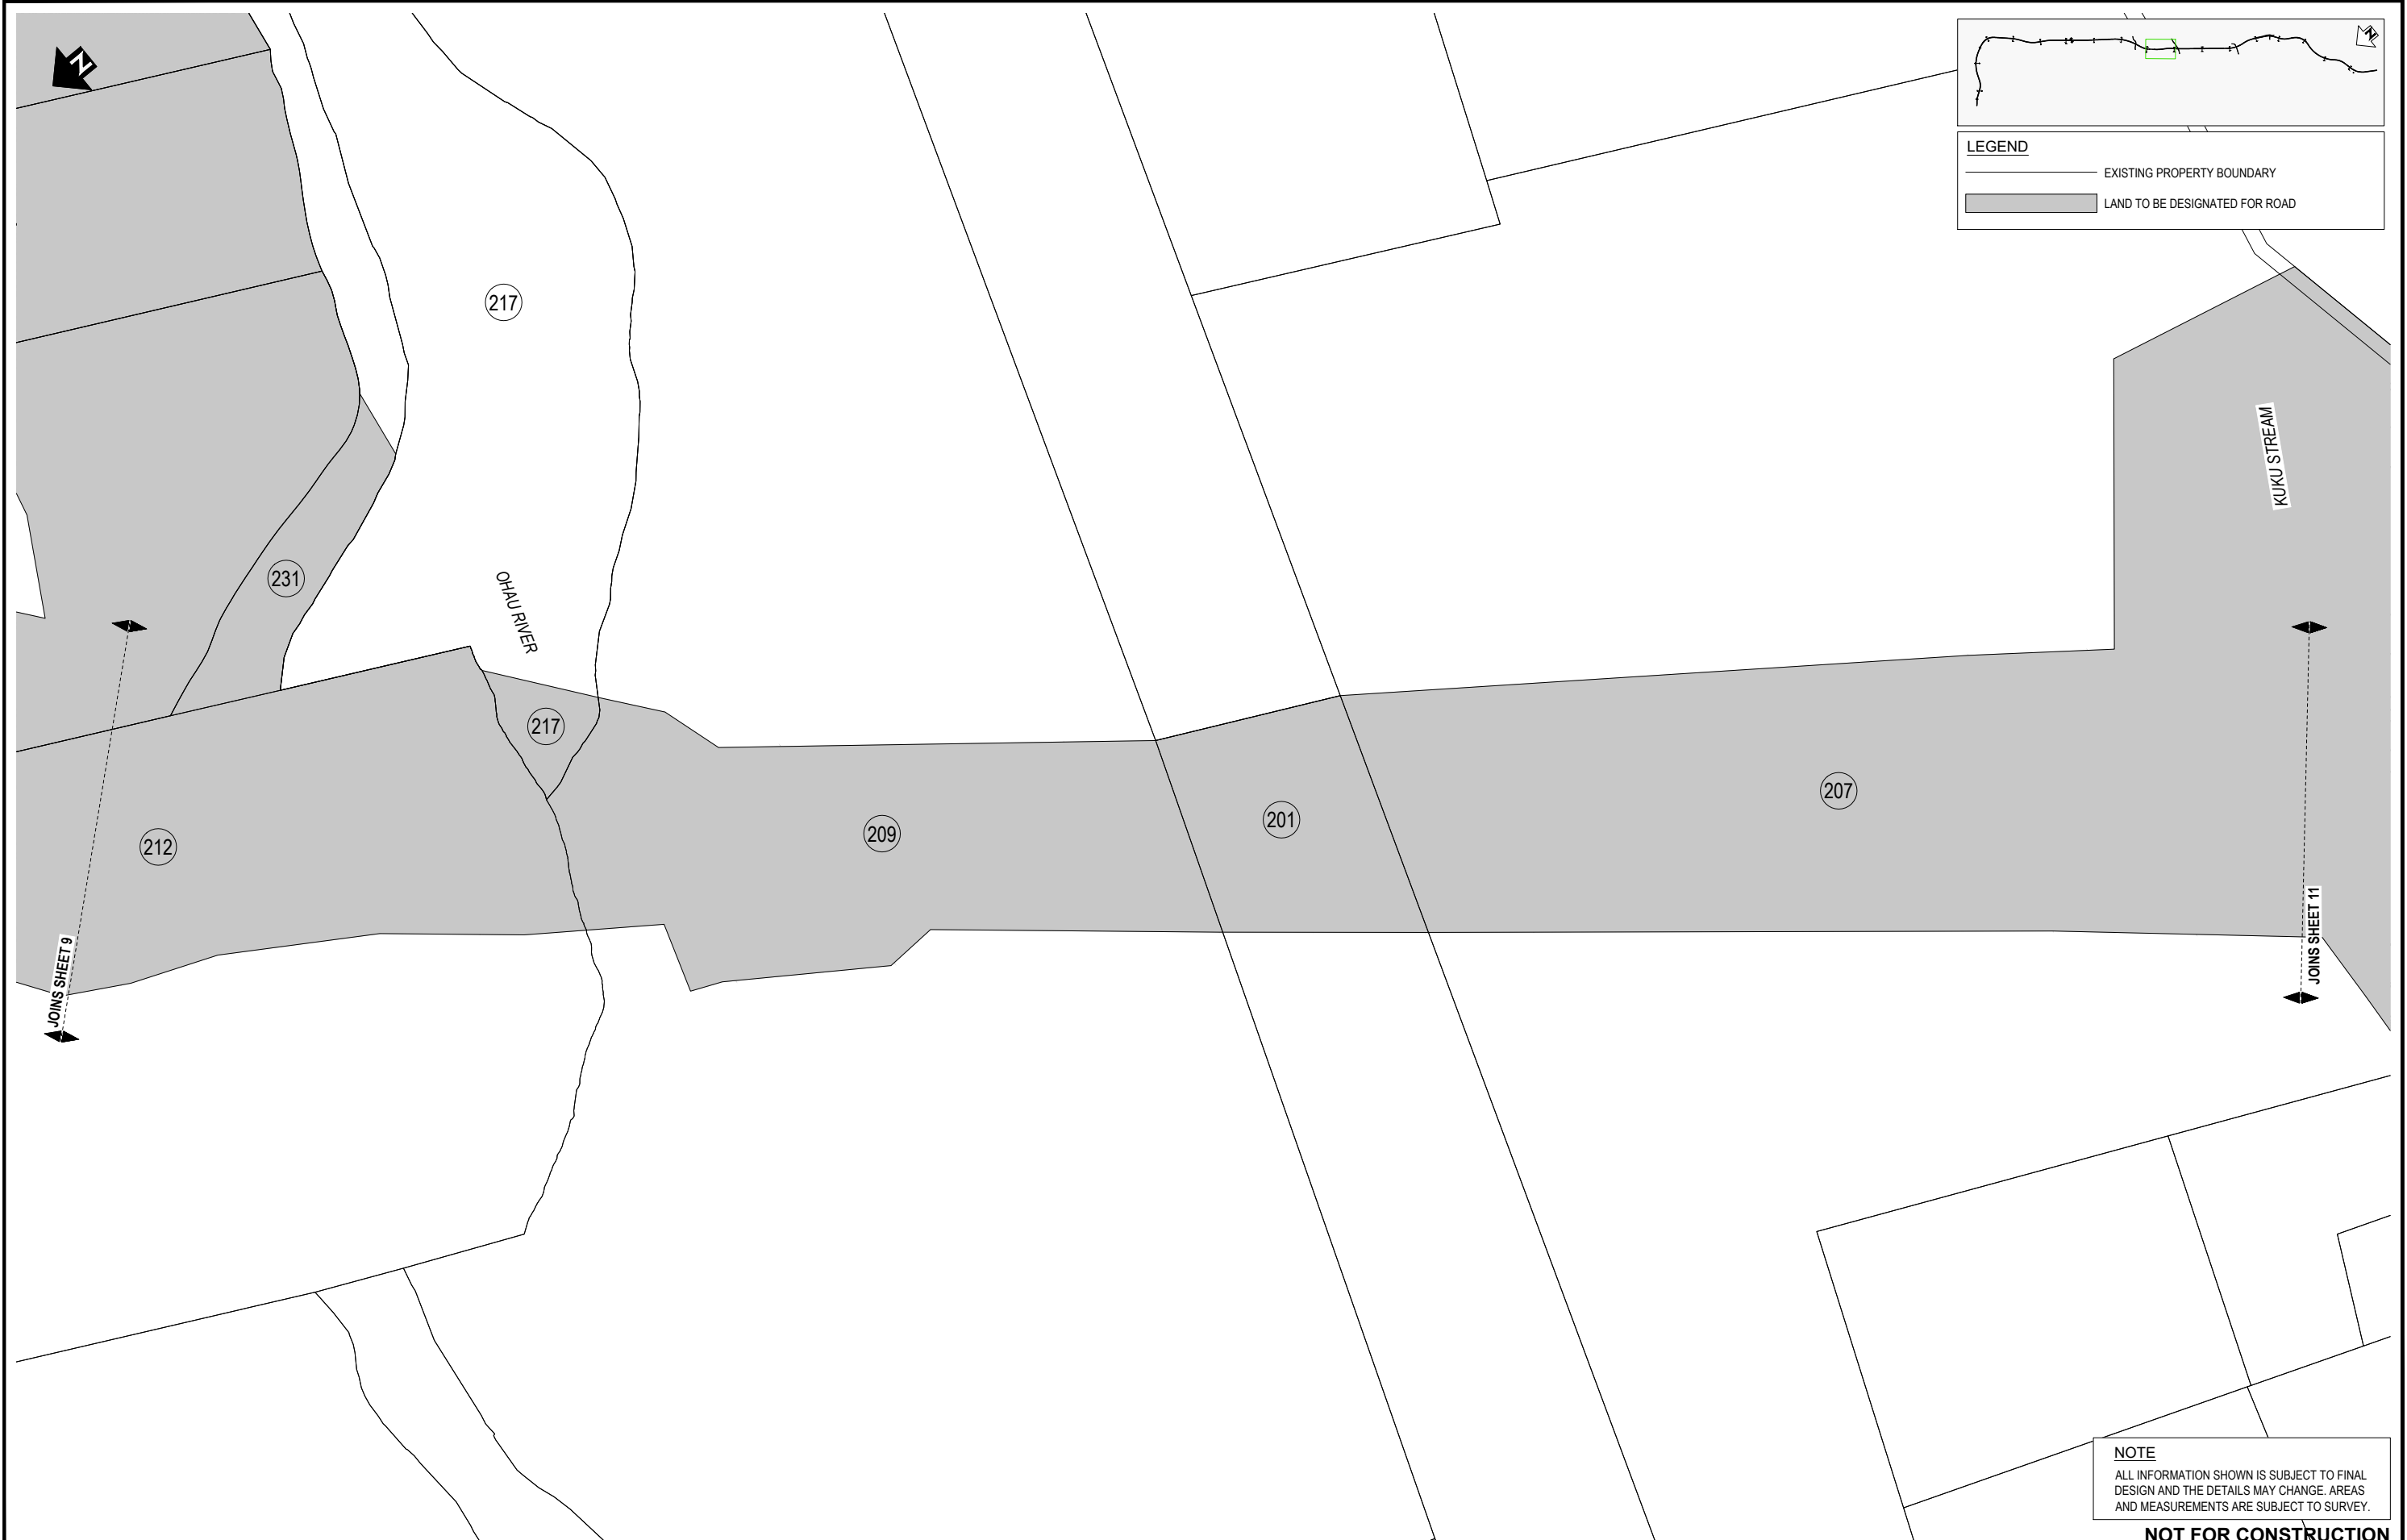 N
N
LEGEND
EXISTING PROPERTY BOUNDARY
LAND TO BE DESIGNATED FOR ROAD
217
KUKU STREAM
231
OHAU RIVER
217
207
201
209
212
JOINS SHEET 9
JOINS SHEET 11
NOTE
ALL INFORMATION SHOWN IS SUBJECT TO FINAL
DESIGN AND THE DETAILS MAY CHANGE. AREAS
AND MEASUREMENTS ARE SUBJECT TO SURVEY.
NOT FOR CONSTRUCTION